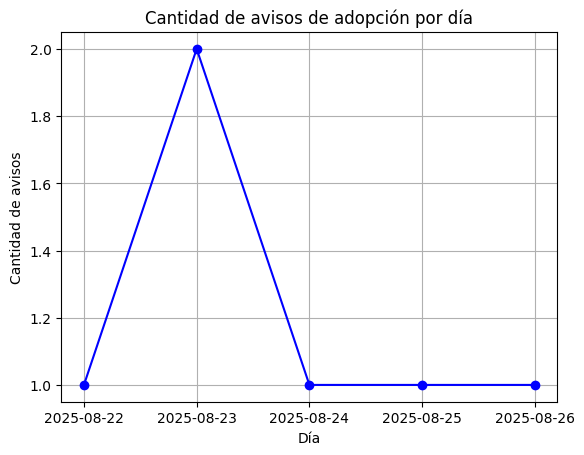 Cantidad de avisos de adopción por día
2.0
1.8
1.6
1.4
1.2
1.0
Cantidad de avisos
2025-08-22 2025-08-23 2025-08-24 2025-08-25 2025-08-26
Día